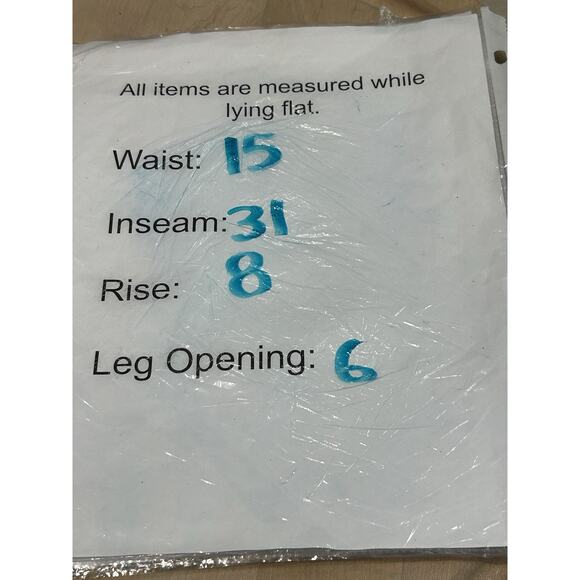 All items are measured while
lying flat.
Waist: 15
Inseam: 31
Rise: 8
Leg Opening: 6